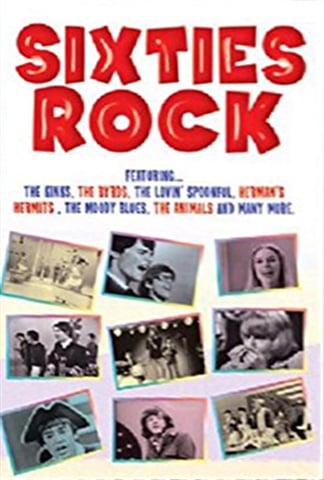 SIXTIES
ROCK
FEATURING...
THE KINKS, THE BYRDS, THE LOVIN' SPOONFUL, HERMAN'S
HERMITS , THE MOODY BLUES, THE ANIMALS AND MANY MORE.